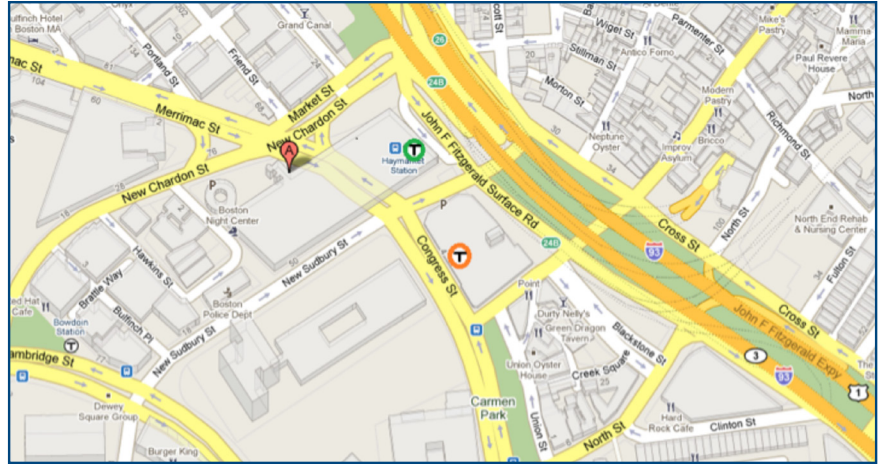 Bulfinch Hotel
Boston MA
Grand Canal
Portland St
Friend St
Market St
Merrimac St
New Chardon St
A
New Chardon St
P
Boston
Night Center
Hawkins St
Brattle Way
Bulfinch Pl
Boston
Police Dept
New Sudbury St
New Sudbury St
Bowdoin
Station
T
Cafe
Dewey
Square Group
Burger King
Haymarket
Station
T
P
T
Congress St
Carmen
Park
26
24B
24B
John F Fitzgerald Surface Rd
Wiget St
Stillman St
Morton St
Antico Forno
Parmenter St
Mike's
Pastry
Mamma
Maria
Paul Revere
House
Modern
Pastry
Bricco
Improv
Asylum
Neptune
Oyster
Richmond St
North
North St
North End Rehab
& Nursing Center
Fulton St
Cross St
Cross St
93
John F Fitzgerald Expy
3
93
1
Point
Durty Nelly's
Green Dragon
Tavern
Blackstone St
Union Oyster
House
Creek Square
Union St
North St
Hard
Rock Cafe
Clinton St